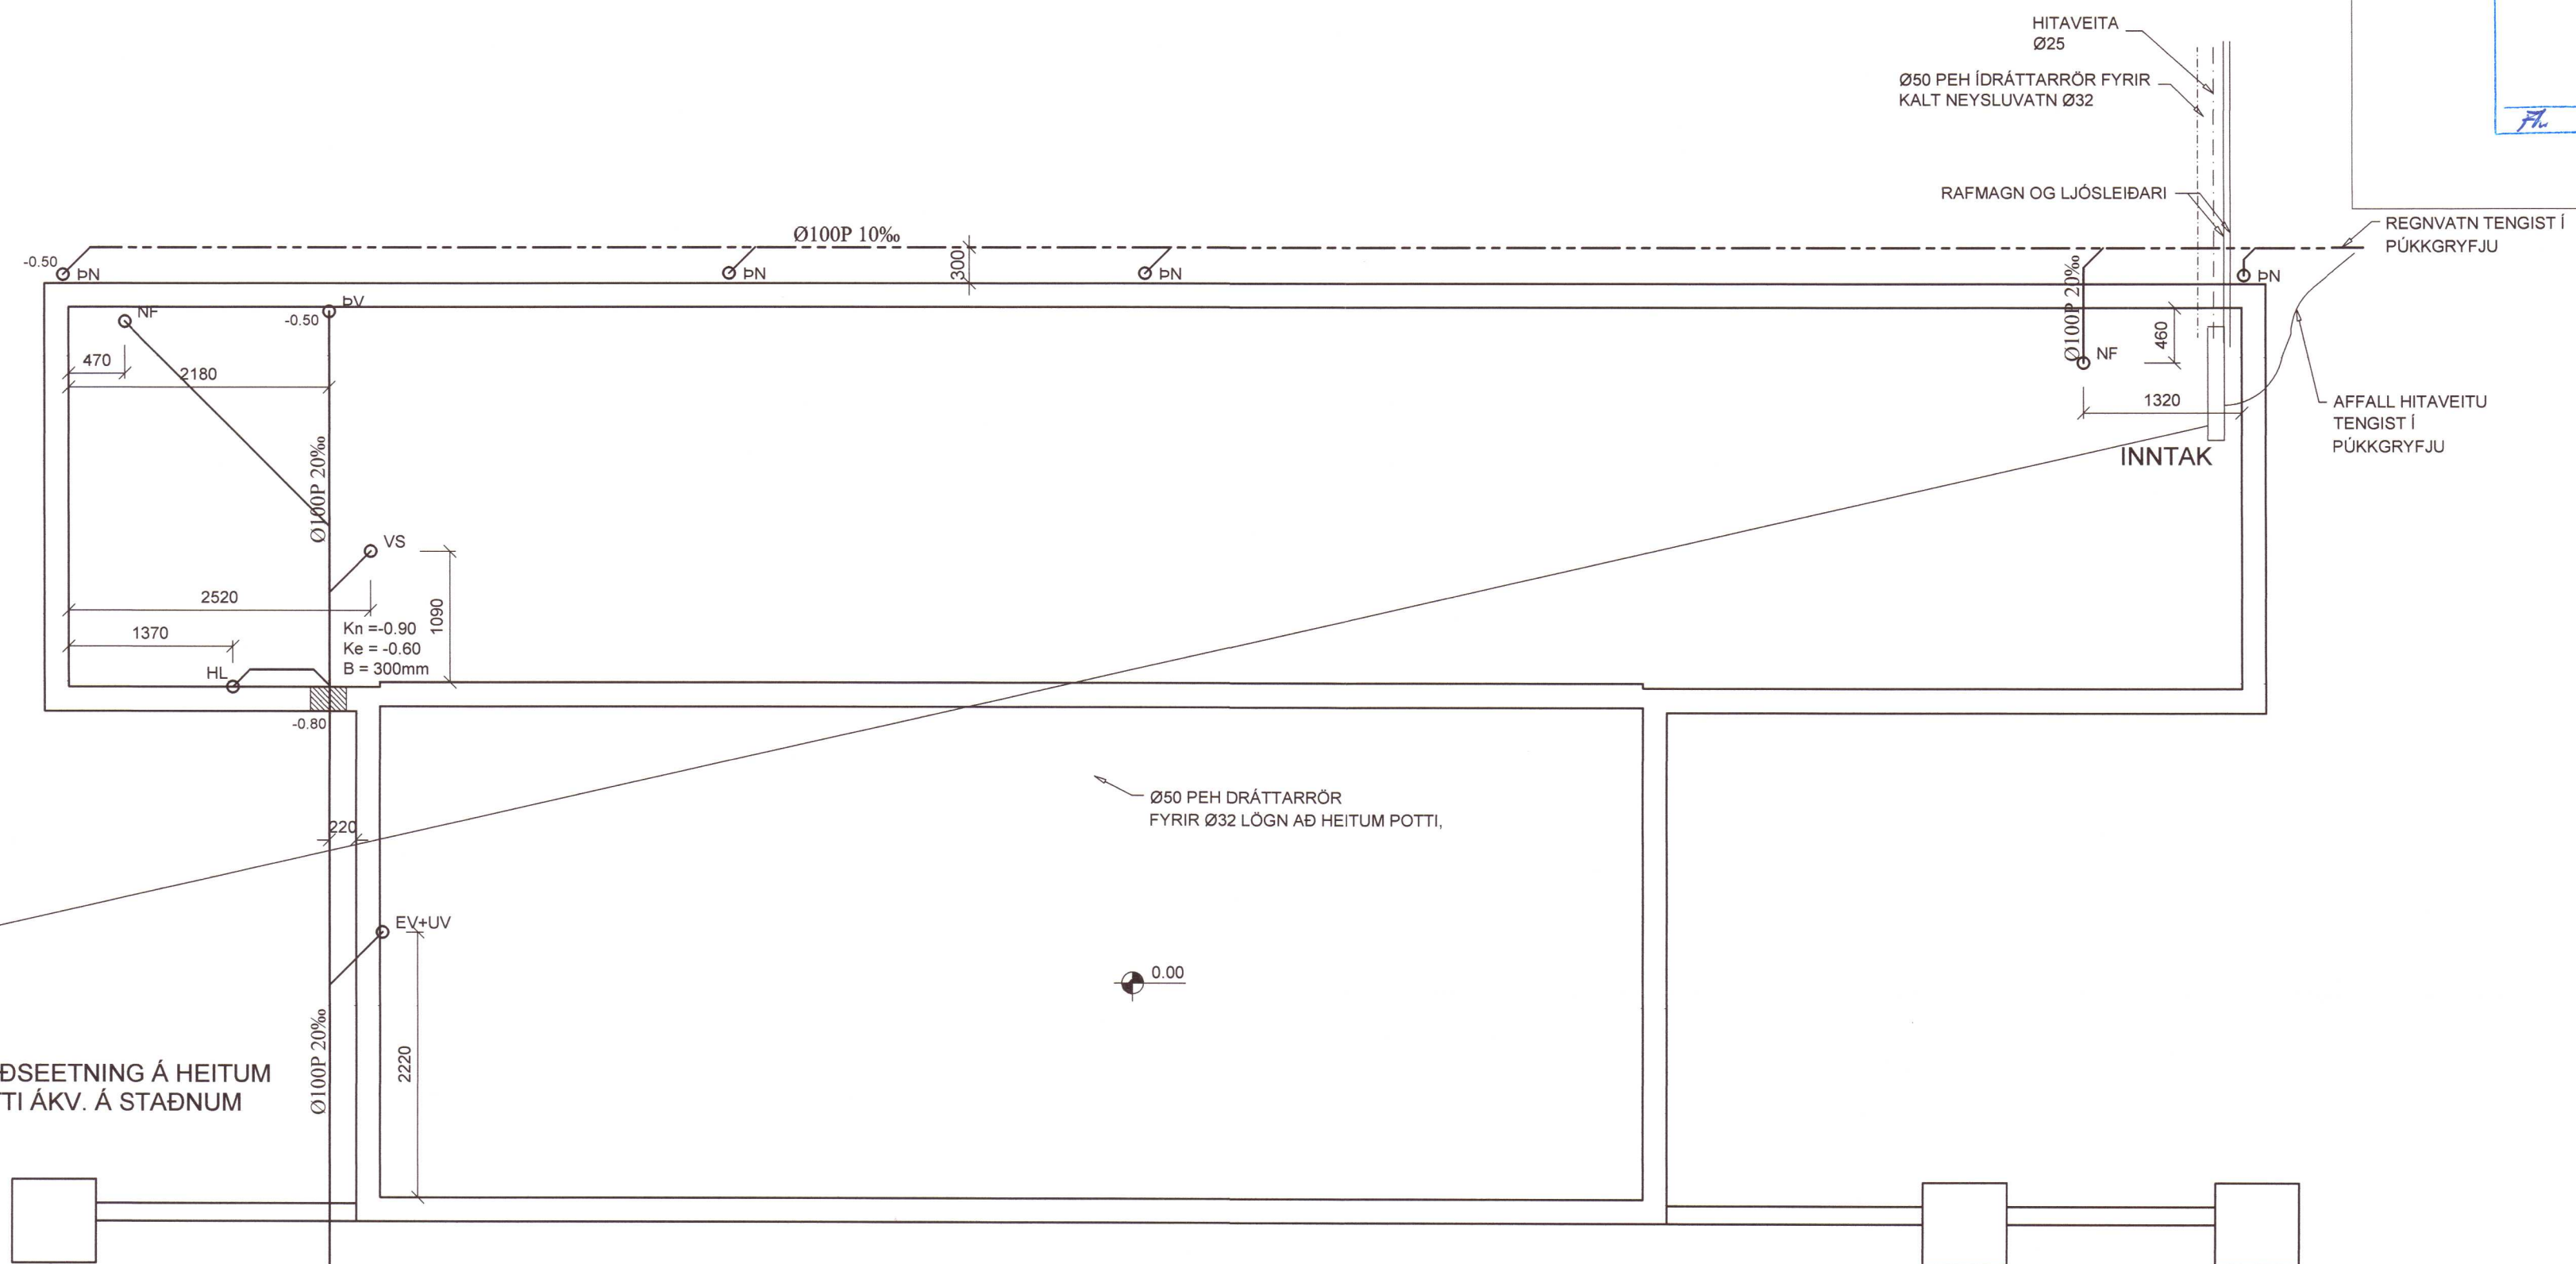 HITAVEITA
Ø25
Ø50 PEH ÍDRÁTTARRÖR FYRIR
KALT NEYSLUVATN Ø32
RAFMAGN OG LJÓSLEIÐARI
REGNVATN TENGIST Í
PÚKKGRYFJU
Ø100P 10‰
300
-0.50
ÞN
ÞN
ÞN
ÞN
NF
ÞV
-0.50
470
2180
Ø100P 20‰
Ø100P 20‰
NF
460
1320
INNTAK
AFFALL HITAVEITU
TENGIST Í
PÚKKGRYFJU
VS
2520
1090
1370
Kn =-0.90
Ke = -0.60
B = 300mm
HL
-0.80
Ø50 PEH DRÁTTARRÖR
FYRIR Ø32 LÖGN AÐ HEITUM POTTI,
220
EV+UV
0.00
2220
Ø100P 20‰
ÐSEETNING Á HEITUM
TI ÁKV. Á STAÐNUM